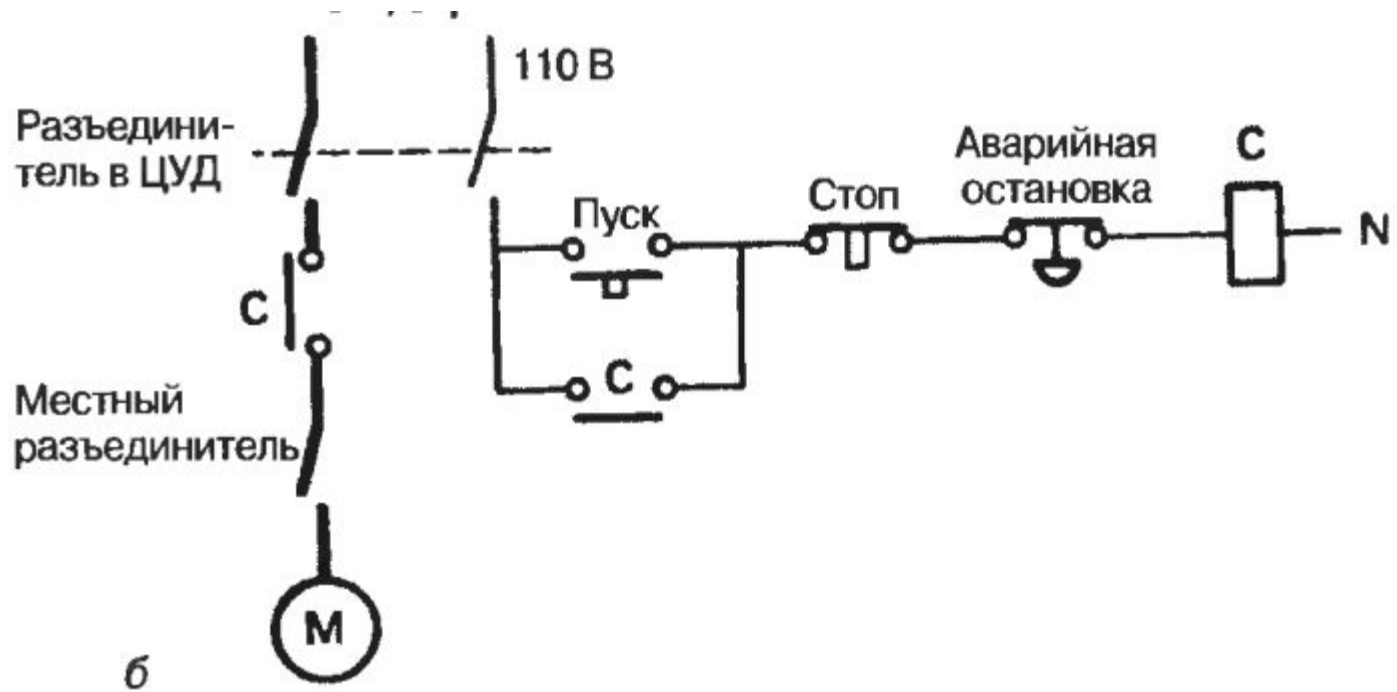 110 В
Разъедини-
тель в ЦУД
Аварийная
остановка
С
Стоп
Пуск
N
С
С
Местный
разъединитель
М
б